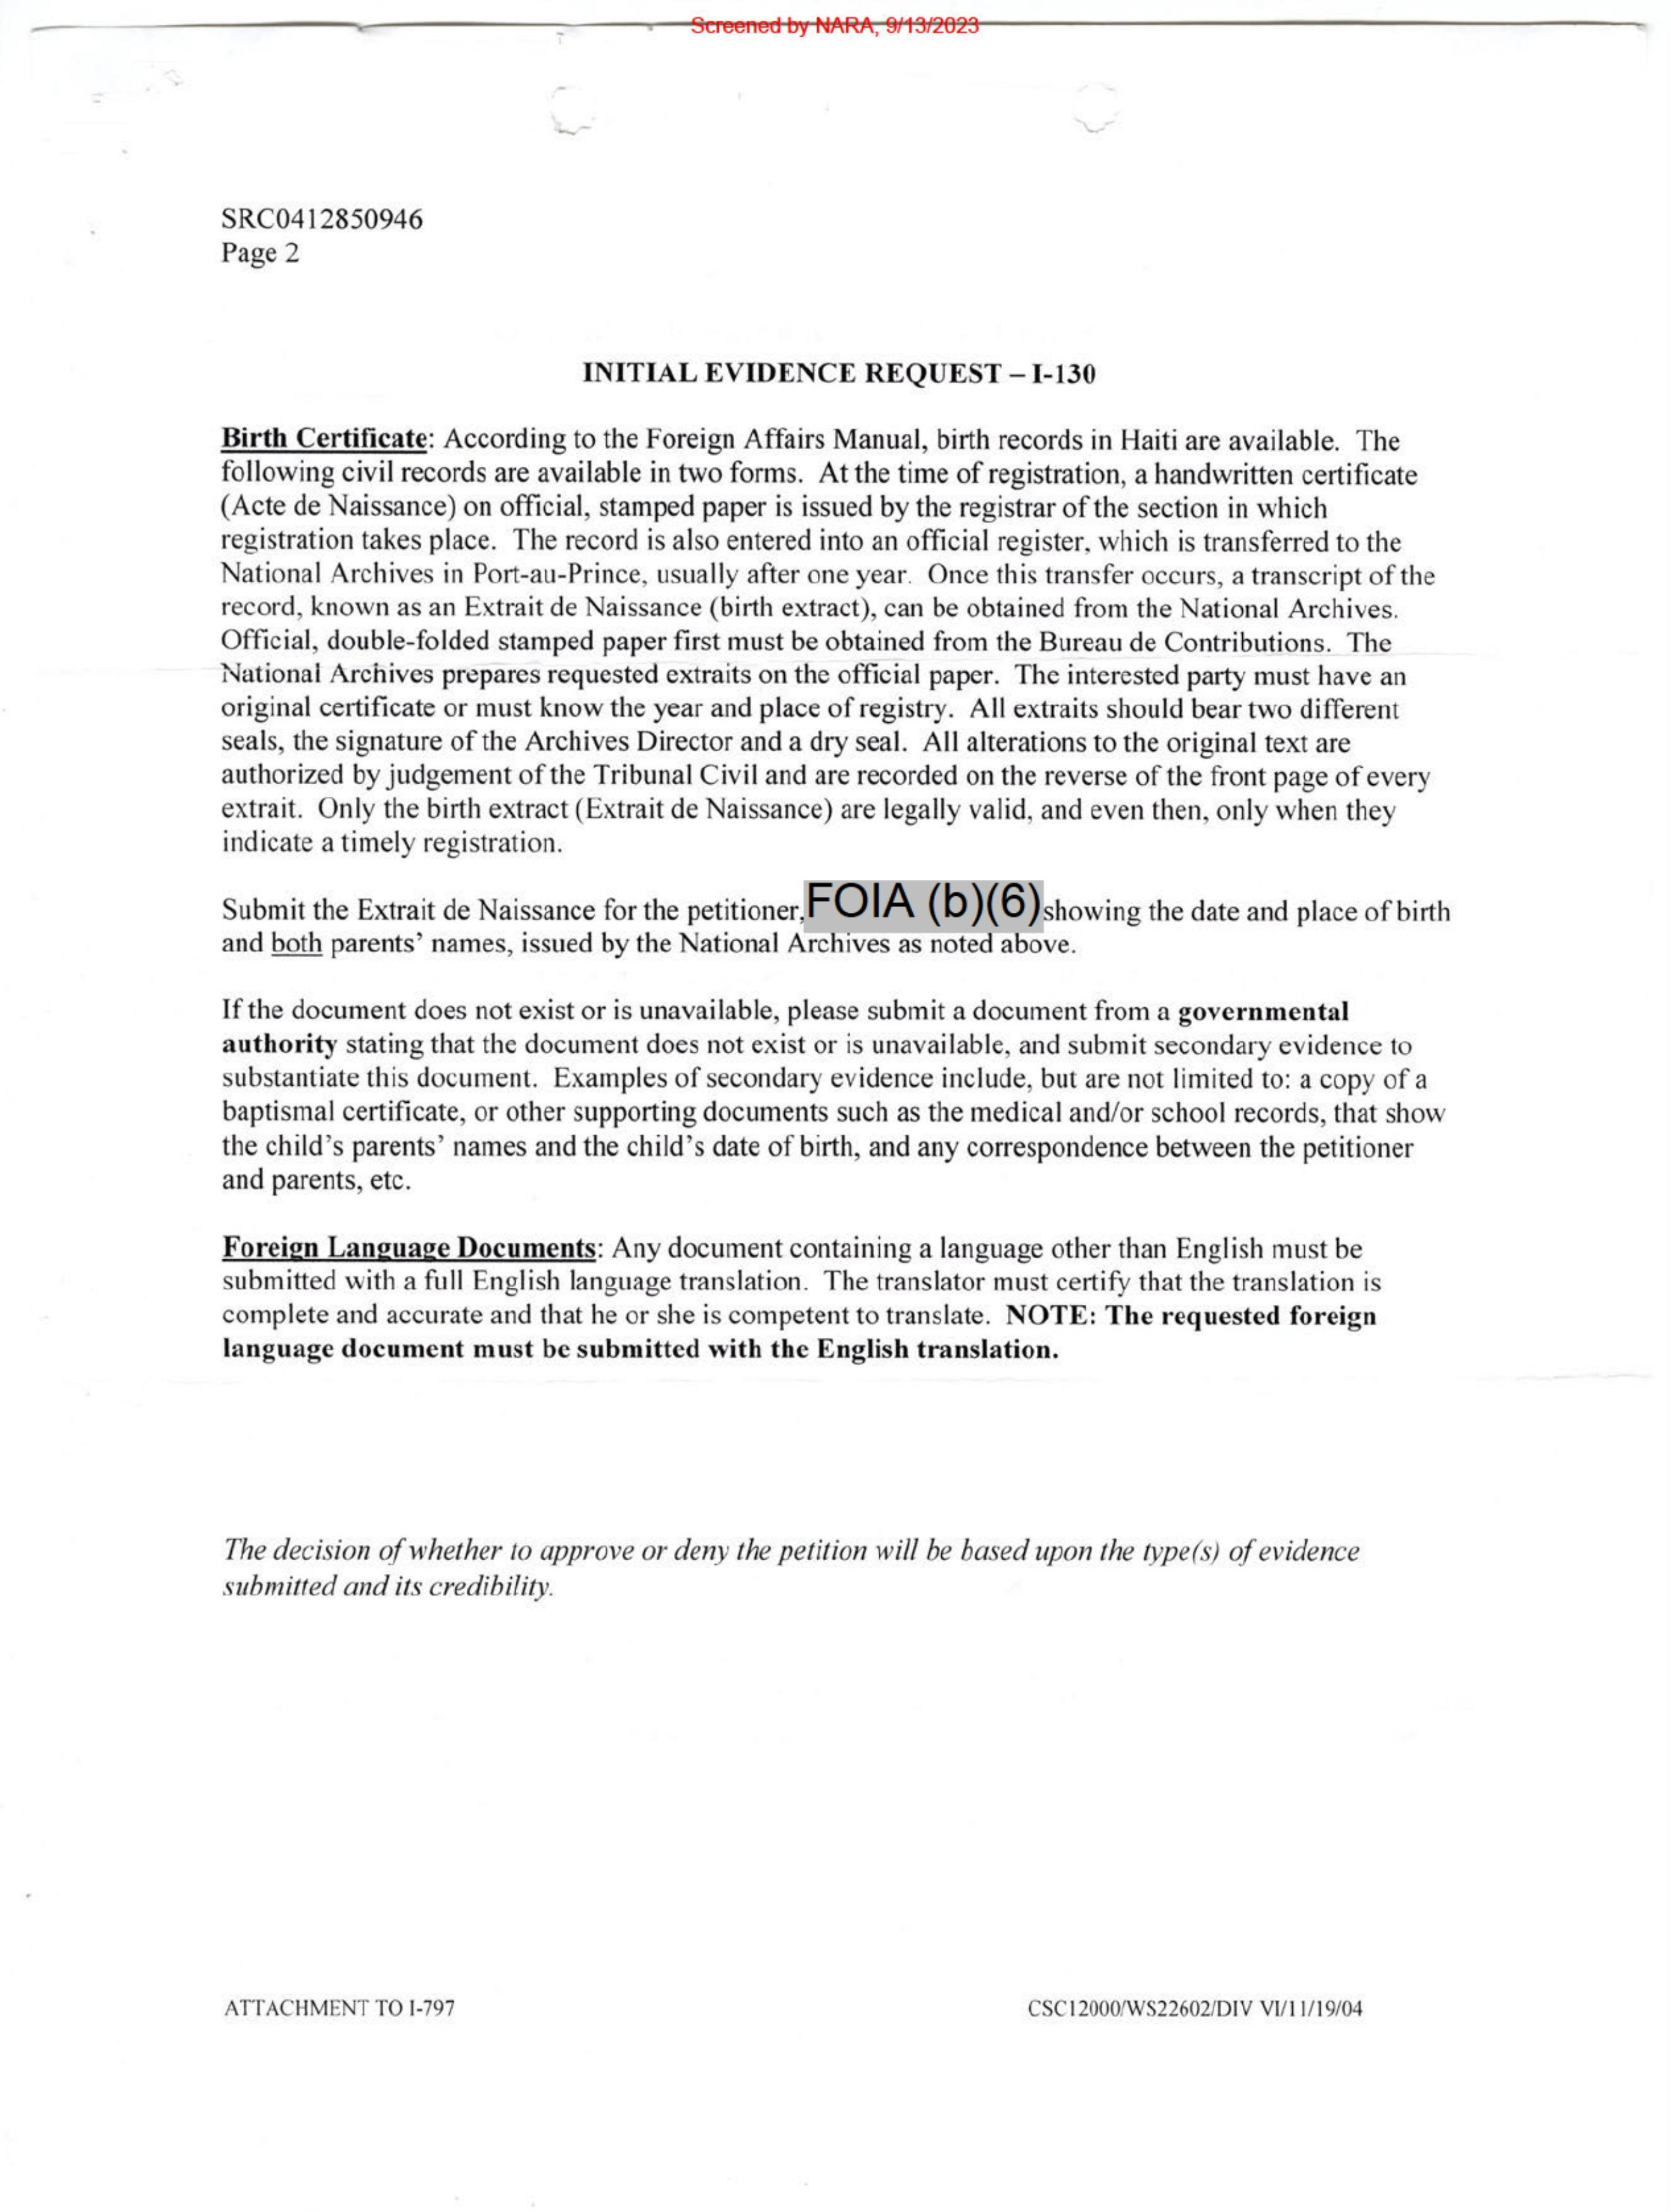 Screened by NARA, 9/13/2023
SRC0412850946
Page 2
INITIAL EVIDENCE REQUEST – I-130
Birth Certificate: According to the Foreign Affairs Manual, birth records in Haiti are available. The
following civil records are available in two forms. At the time of registration, a handwritten certificate
(Acte de Naissance) on official, stamped paper is issued by the registrar of the section in which
registration takes place. The record is also entered into an official register, which is transferred to the
National Archives in Port-au-Prince, usually after one year. Once this transfer occurs, a transcript of the
record, known as an Extrait de Naissance (birth extract), can be obtained from the National Archives.
Official, double-folded stamped paper first must be obtained from the Bureau de Contributions. The
National Archives prepares requested extraits on the official paper. The interested party must have an
original certificate or must know the year and place of registry. All extraits should bear two different
seals, the signature of the Archives Director and a dry seal. All alterations to the original text are
authorized by judgement of the Tribunal Civil and are recorded on the reverse of the front page of every
extrait. Only the birth extract (Extrait de Naissance) are legally valid, and even then, only when they
indicate a timely registration.
Submit the Extrait de Naissance for the petitioner, FOIA (b)(6) showing the date and place of birth
and both parents' names, issued by the National Archives as noted above.
If the document does not exist or is unavailable, please submit a document from a governmental
authority stating that the document does not exist or is unavailable, and submit secondary evidence to
substantiate this document. Examples of secondary evidence include, but are not limited to: a copy of a
baptismal certificate, or other supporting documents such as the medical and/or school records, that show
the child's parents' names and the child's date of birth, and any correspondence between the petitioner
and parents, etc.
Foreign Language Documents: Any document containing a language other than English must be
submitted with a full English language translation. The translator must certify that the translation is
complete and accurate and that he or she is competent to translate. NOTE: The requested foreign
language document must be submitted with the English translation.
The decision of whether to approve or deny the petition will be based upon the type(s) of evidence
submitted and its credibility.
ATTACHMENT TO I-797
CSC12000/WS22602/DIV VI/11/19/04